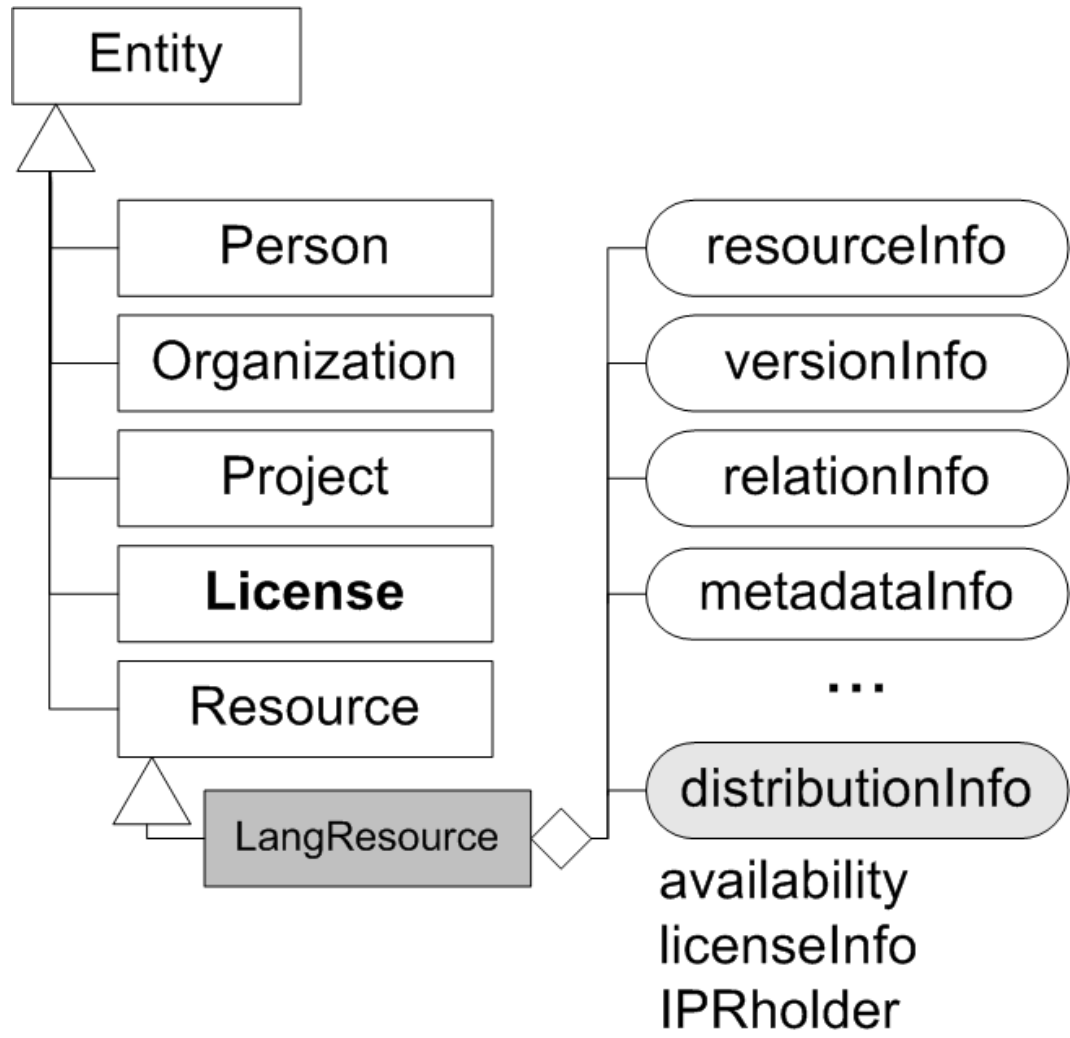 Entity
Person
Organization
Project
License
Resource
LangResource
resourceInfo
versionInfo
relationInfo
metadataInfo
...
distributionInfo
availability
licenseInfo
IPRholder